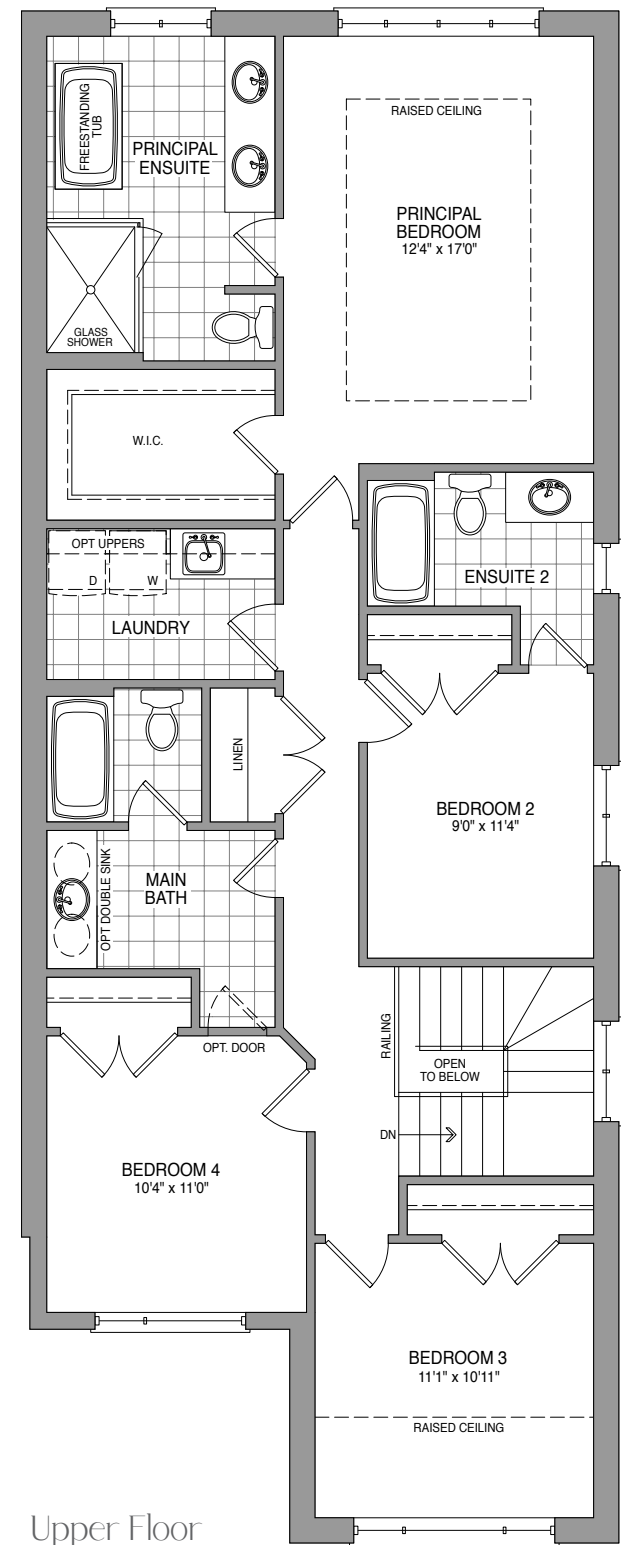 FREESTANDING
TUB
PRINCIPAL
ENSUITE
GLASS
SHOWER
RAISED CEILING
PRINCIPAL
BEDROOM
12'4" x 17'0"
W.I.C.
OPT UPPERS
D
W
LAUNDRY
ENSUITE 2
LINEN
BEDROOM 2
9'0" x 11'4"
OPT DOUBLE SINK
MAIN
BATH
OPT. DOOR
RAILING
OPEN
TO BELOW
DN
BEDROOM 4
10'4" x 11'0"
BEDROOM 3
11'1" x 10'11"
RAISED CEILING
Upper Floor